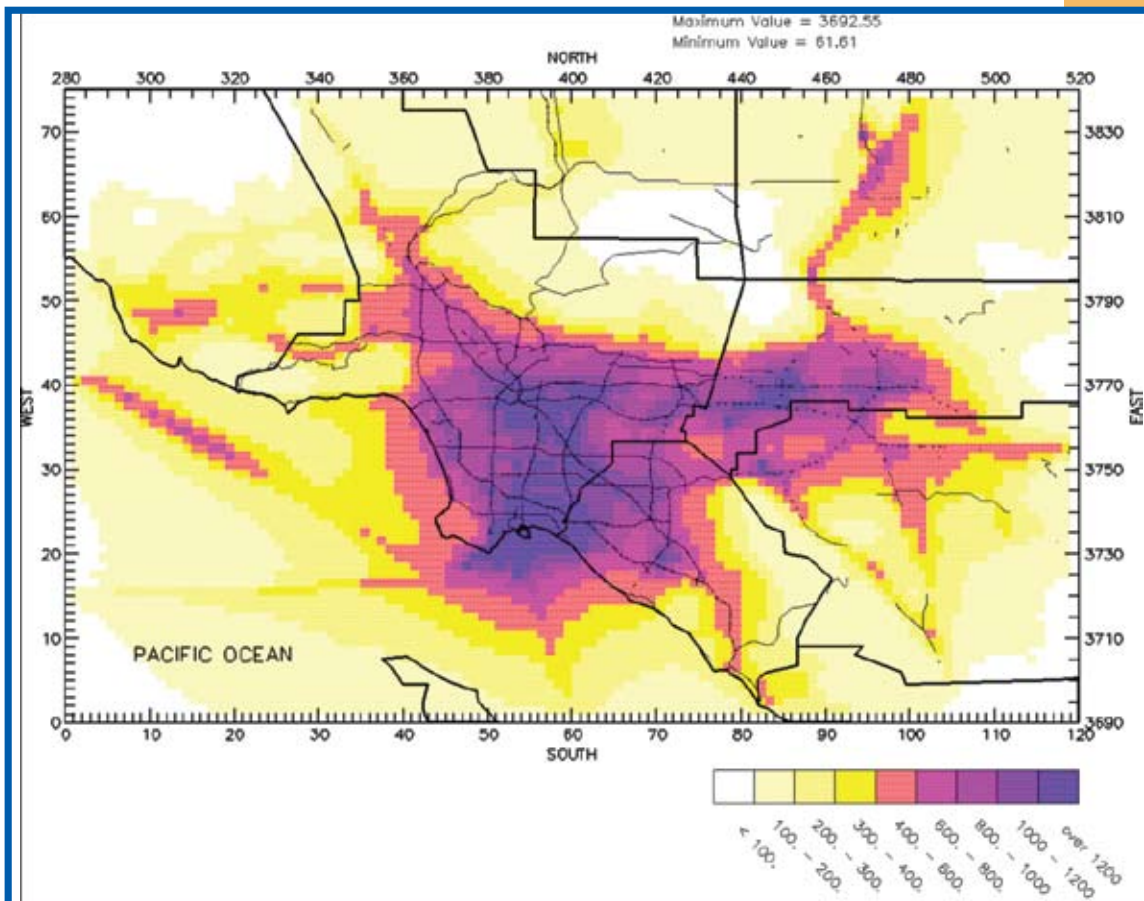 Maximum Value = 3692.55
Minimum Value = 61.61
NORTH
280 300 320 340 360 380 400 420 440 460 480 500 520
70 3830
60 3810
50 3790
WEST
40 3770
EAST
30 3750
20 3730
10 3710
PACIFIC OCEAN
0 3690
0 10 20 30 40 50 60 70 80 90 100 110 120
SOUTH
< 100.
100. - 200.
200. - 300.
300. - 400.
400. - 600.
600. - 800.
800. - 1000
1000 - 1200
over 1200